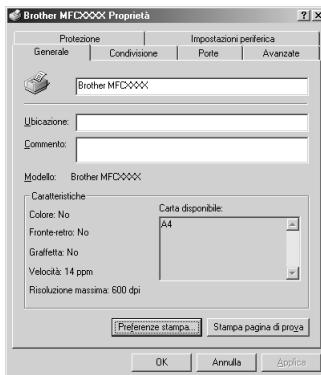 Brother MFCXXXX Proprietà
Protezione
Impostazioni periferica
Generale
Condivisione
Porte
Avanzate
Brother MFCXXXX
Ubicazione:
Commento:
Modello: Brother MFCXXXX
Caratteristiche
Colore: No
Fronte-retro: No
Graffetta: No
Velocità: 14 ppm
Risoluzione massima: 600 dpi
Carta disponibile:
A4
Preferenze stampa...
Stampa pagina di prova
OK
Annulla
Applica